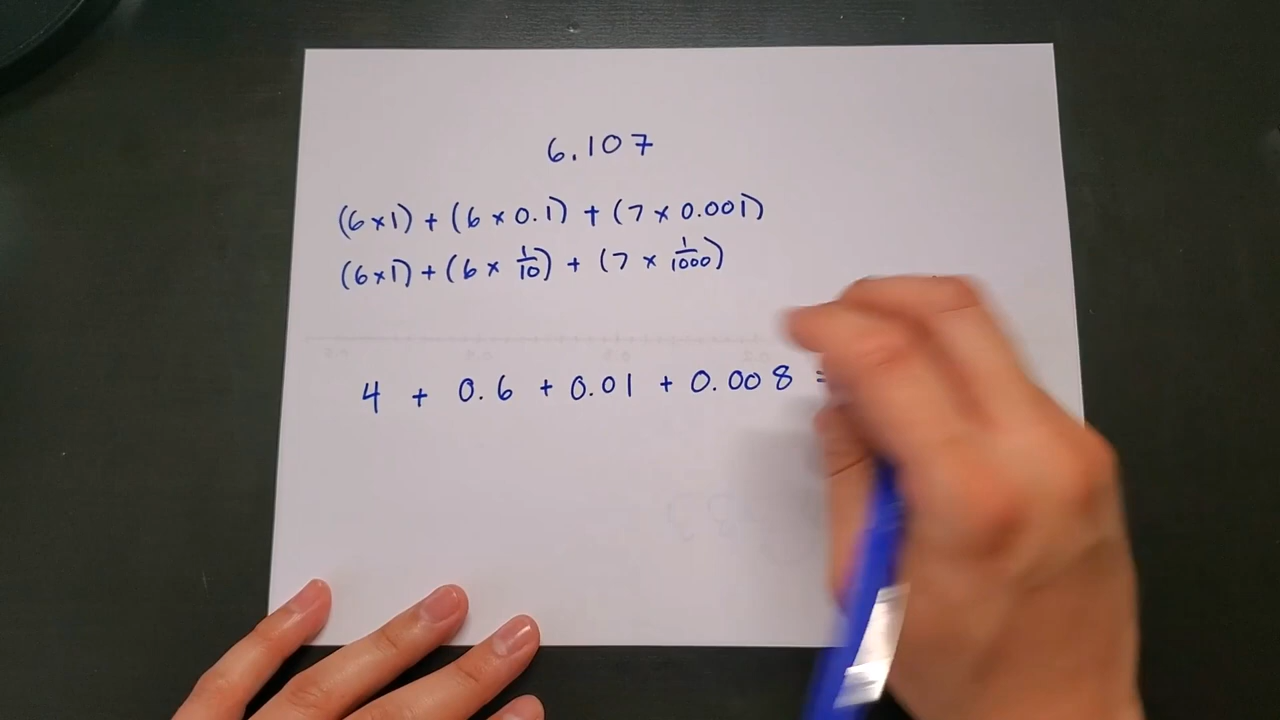 6.107
(6×1) + (6 × 0.1) + (7 × 0.001)
(6×1) + (6 × 1/10) + (7 × 1/1000)
4 + 0.6 + 0.01 + 0.008 =